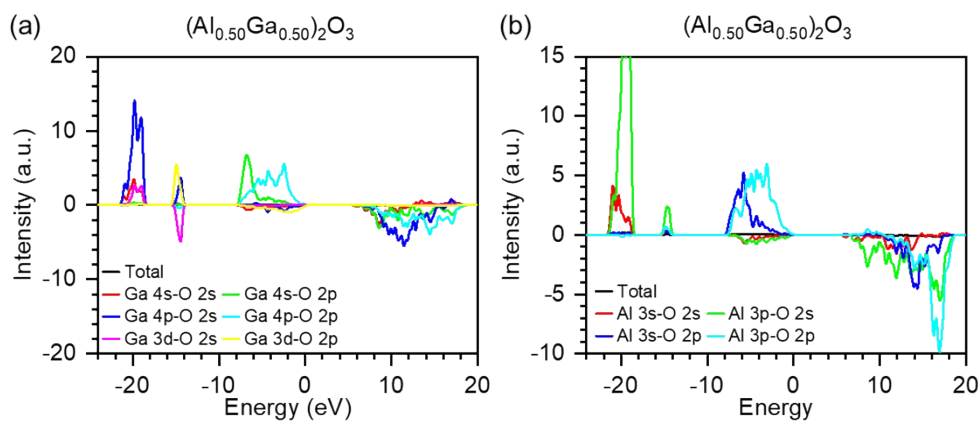 (a) (Al0.50Ga0.50)2O3
20
10
0
-10
-20
Intensity (a.u.)
Total
Ga 4s-O 2s Ga 4s-O 2p
Ga 4p-O 2s Ga 4p-O 2p
Ga 3d-O 2s Ga 3d-O 2p
-20 -10 0 10 20
Energy (eV)
(b) (Al0.50Ga0.50)2O3
15
10
5
0
-5
-10
Intensity (a.u.)
Total
Al 3s-O 2s Al 3p-O 2s
Al 3s-O 2p Al 3p-O 2p
-20 -10 0 10 20
Energy